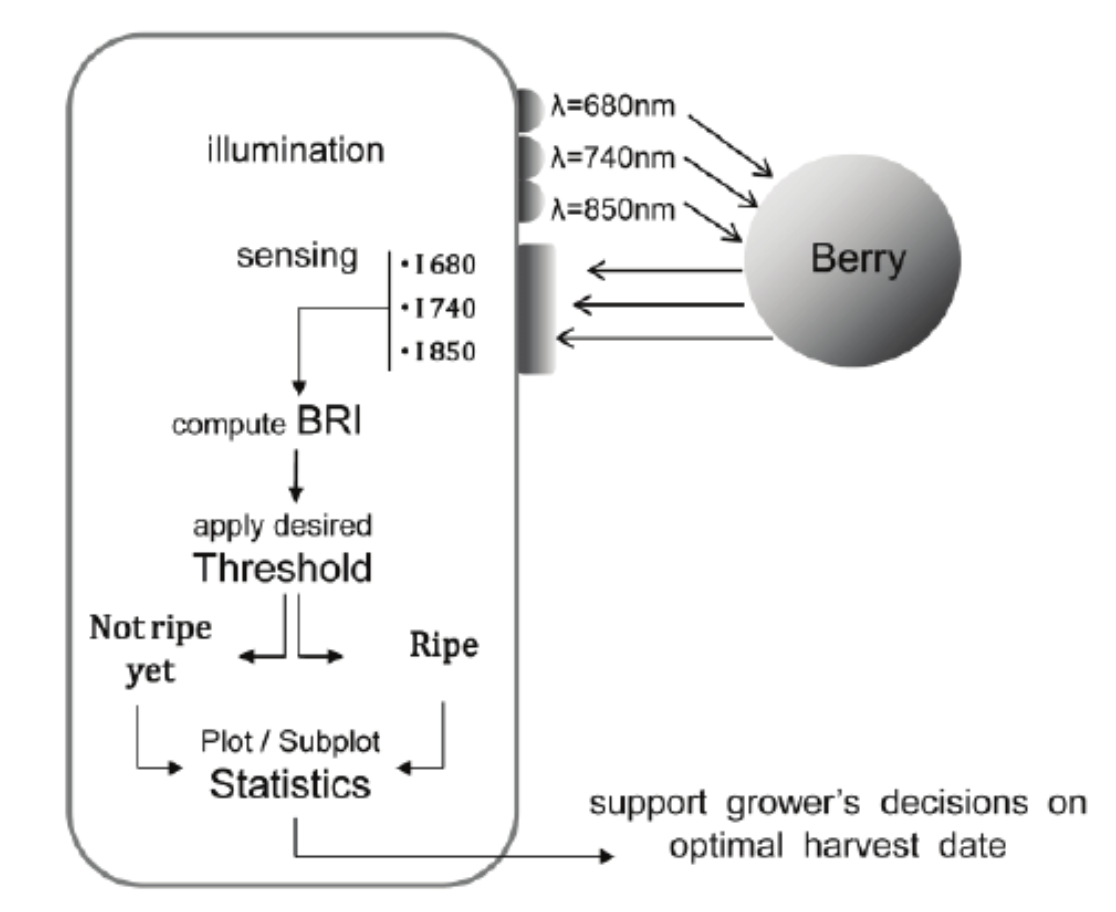 illumination
λ=680nm
λ=740nm
λ=850nm
Berry
sensing
•I680
•I740
•I850
compute BRI
apply desired
Threshold
Not ripe
yet
Ripe
Plot / Subplot
Statistics
support grower's decisions on
optimal harvest date